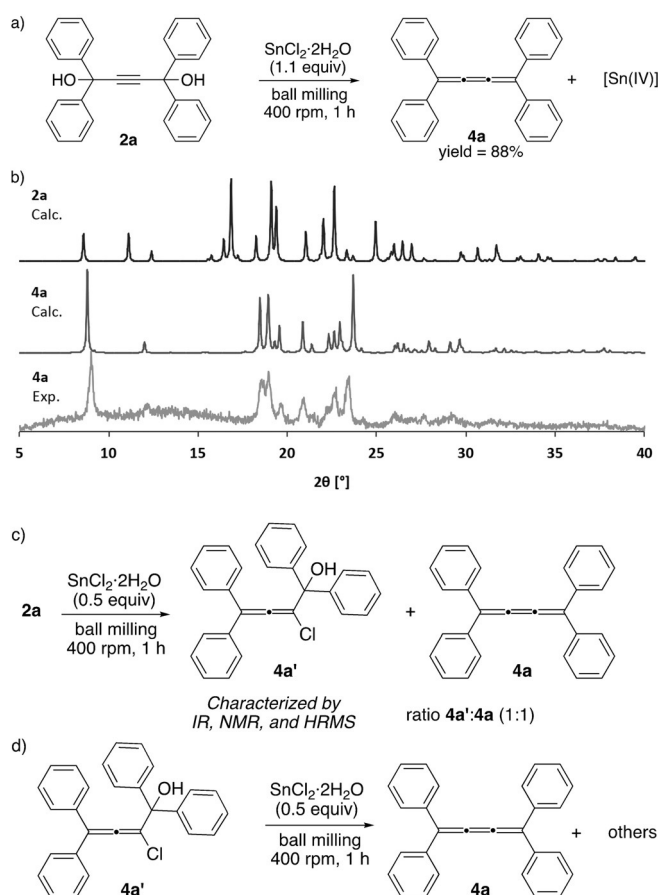 a)
HO
OH
2a
SnCl2·2H2O
(1.1 equiv)
ball milling
400 rpm, 1 h
4a
yield = 88%
+
[Sn(IV)]
b)
2a
Calc.
4a
Calc.
4a
Exp.
5 10 15 20 25 30 35 40
2θ [°]
c)
2a
SnCl2·2H2O
(0.5 equiv)
ball milling
400 rpm, 1 h
OH
Cl
4a'
Characterized by
IR, NMR, and HRMS
+
4a
ratio 4a':4a (1:1)
d)
OH
Cl
4a'
SnCl2·2H2O
(0.5 equiv)
ball milling
400 rpm, 1 h
4a
+ others